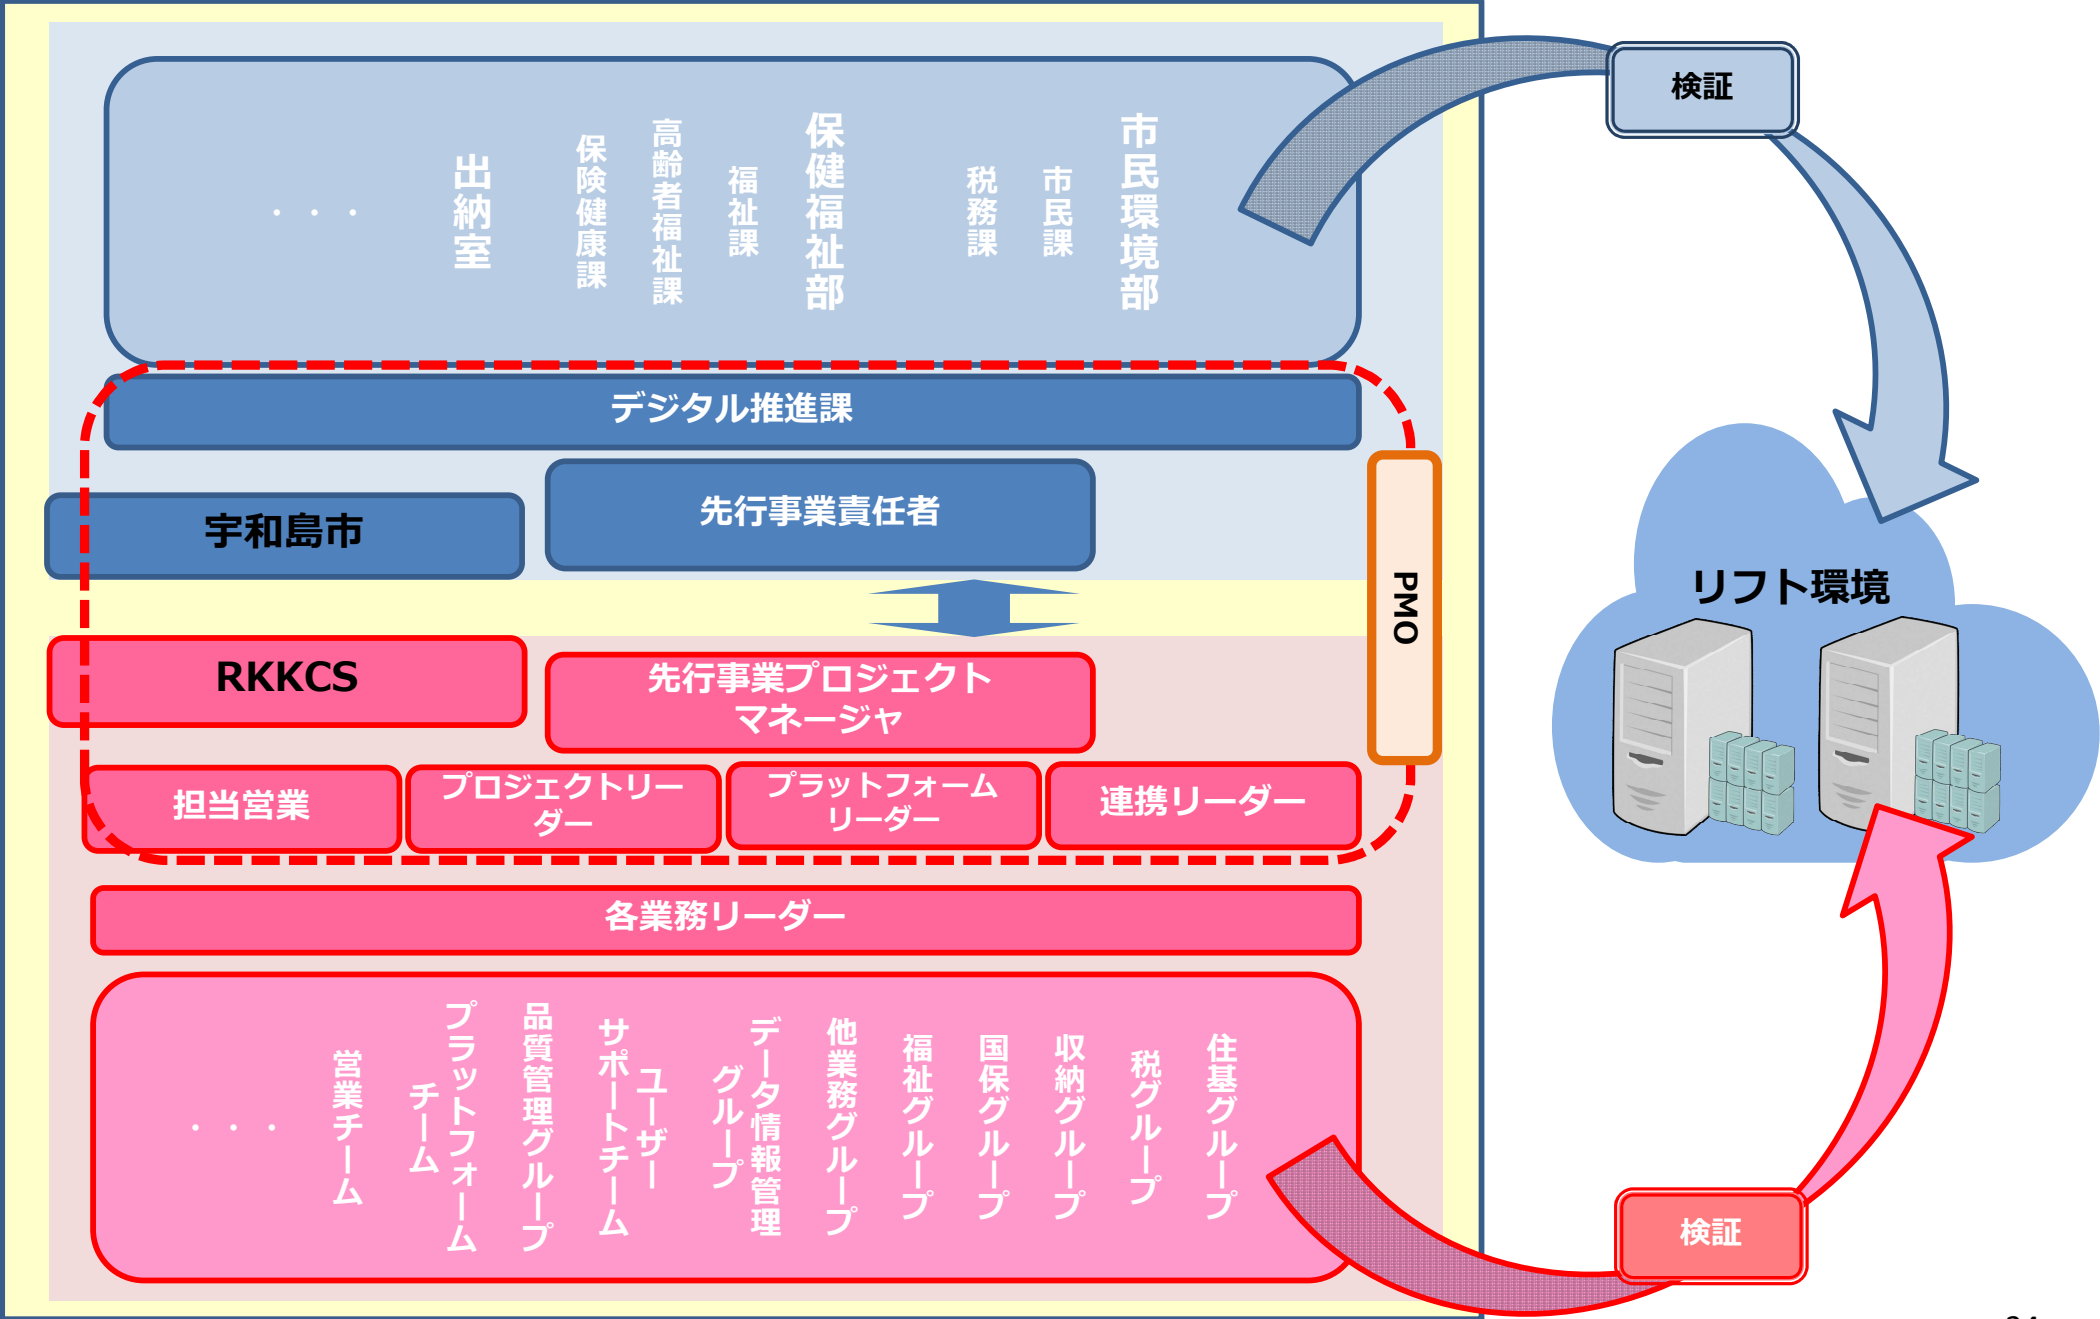 市民環境部
市民課
税務課
保健福祉部
福祉課
高齢者福祉課
保険健康課
出納室
・・・
検証
デジタル推進課
先行事業責任者
宇和島市
PMO
リフト環境
RKKCS
先行事業プロジェクト
マネージャ
担当営業
プロジェクトリー
ダー
プラットフォーム
リーダー
連携リーダー
各業務リーダー
住基グループ
税グループ
収納グループ
国保グループ
福祉グループ
他業務グループ
データ情報管理
グループ
ユーザー
サポートチーム
品質管理グループ
プラットフォーム
チーム
営業チーム
・・・
検証